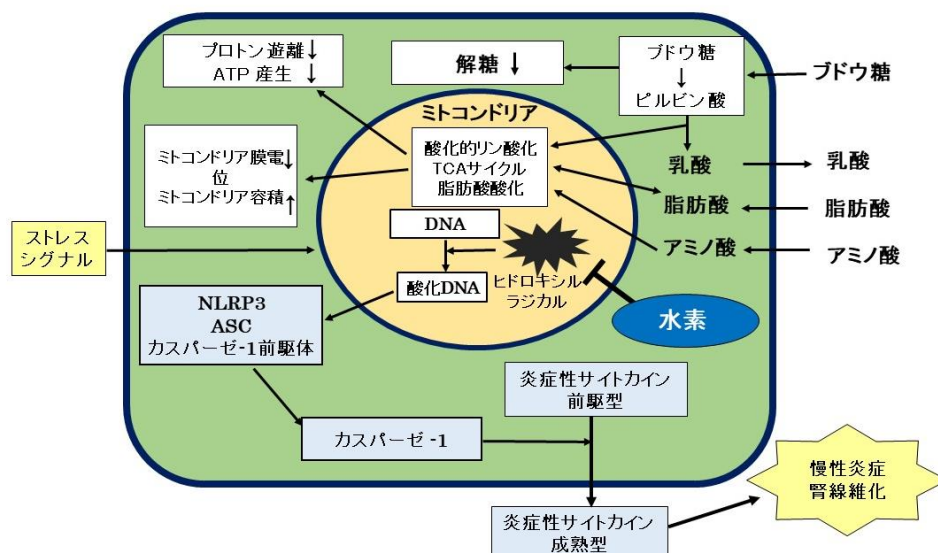 プロトン遊離↓
ATP 産生 ↓
解糖 ↓
ブドウ糖
↓
ピルビン酸
ブドウ糖
ミトコンドリア
酸化的リン酸化
TCAサイクル
脂肪酸酸化
ミトコンドリア膜電↓
位
ミトコンドリア容積↑
乳酸
乳酸
脂肪酸
脂肪酸
アミノ酸
アミノ酸
ストレス
シグナル
DNA
酸化DNA
ヒドロキシル
ラジカル
水素
NLRP3
ASC
カスパーゼ-1前駆体
炎症性サイトカイン
前駆型
カスパーゼ -1
炎症性サイトカイン
成熟型
慢性炎症
腎線維化